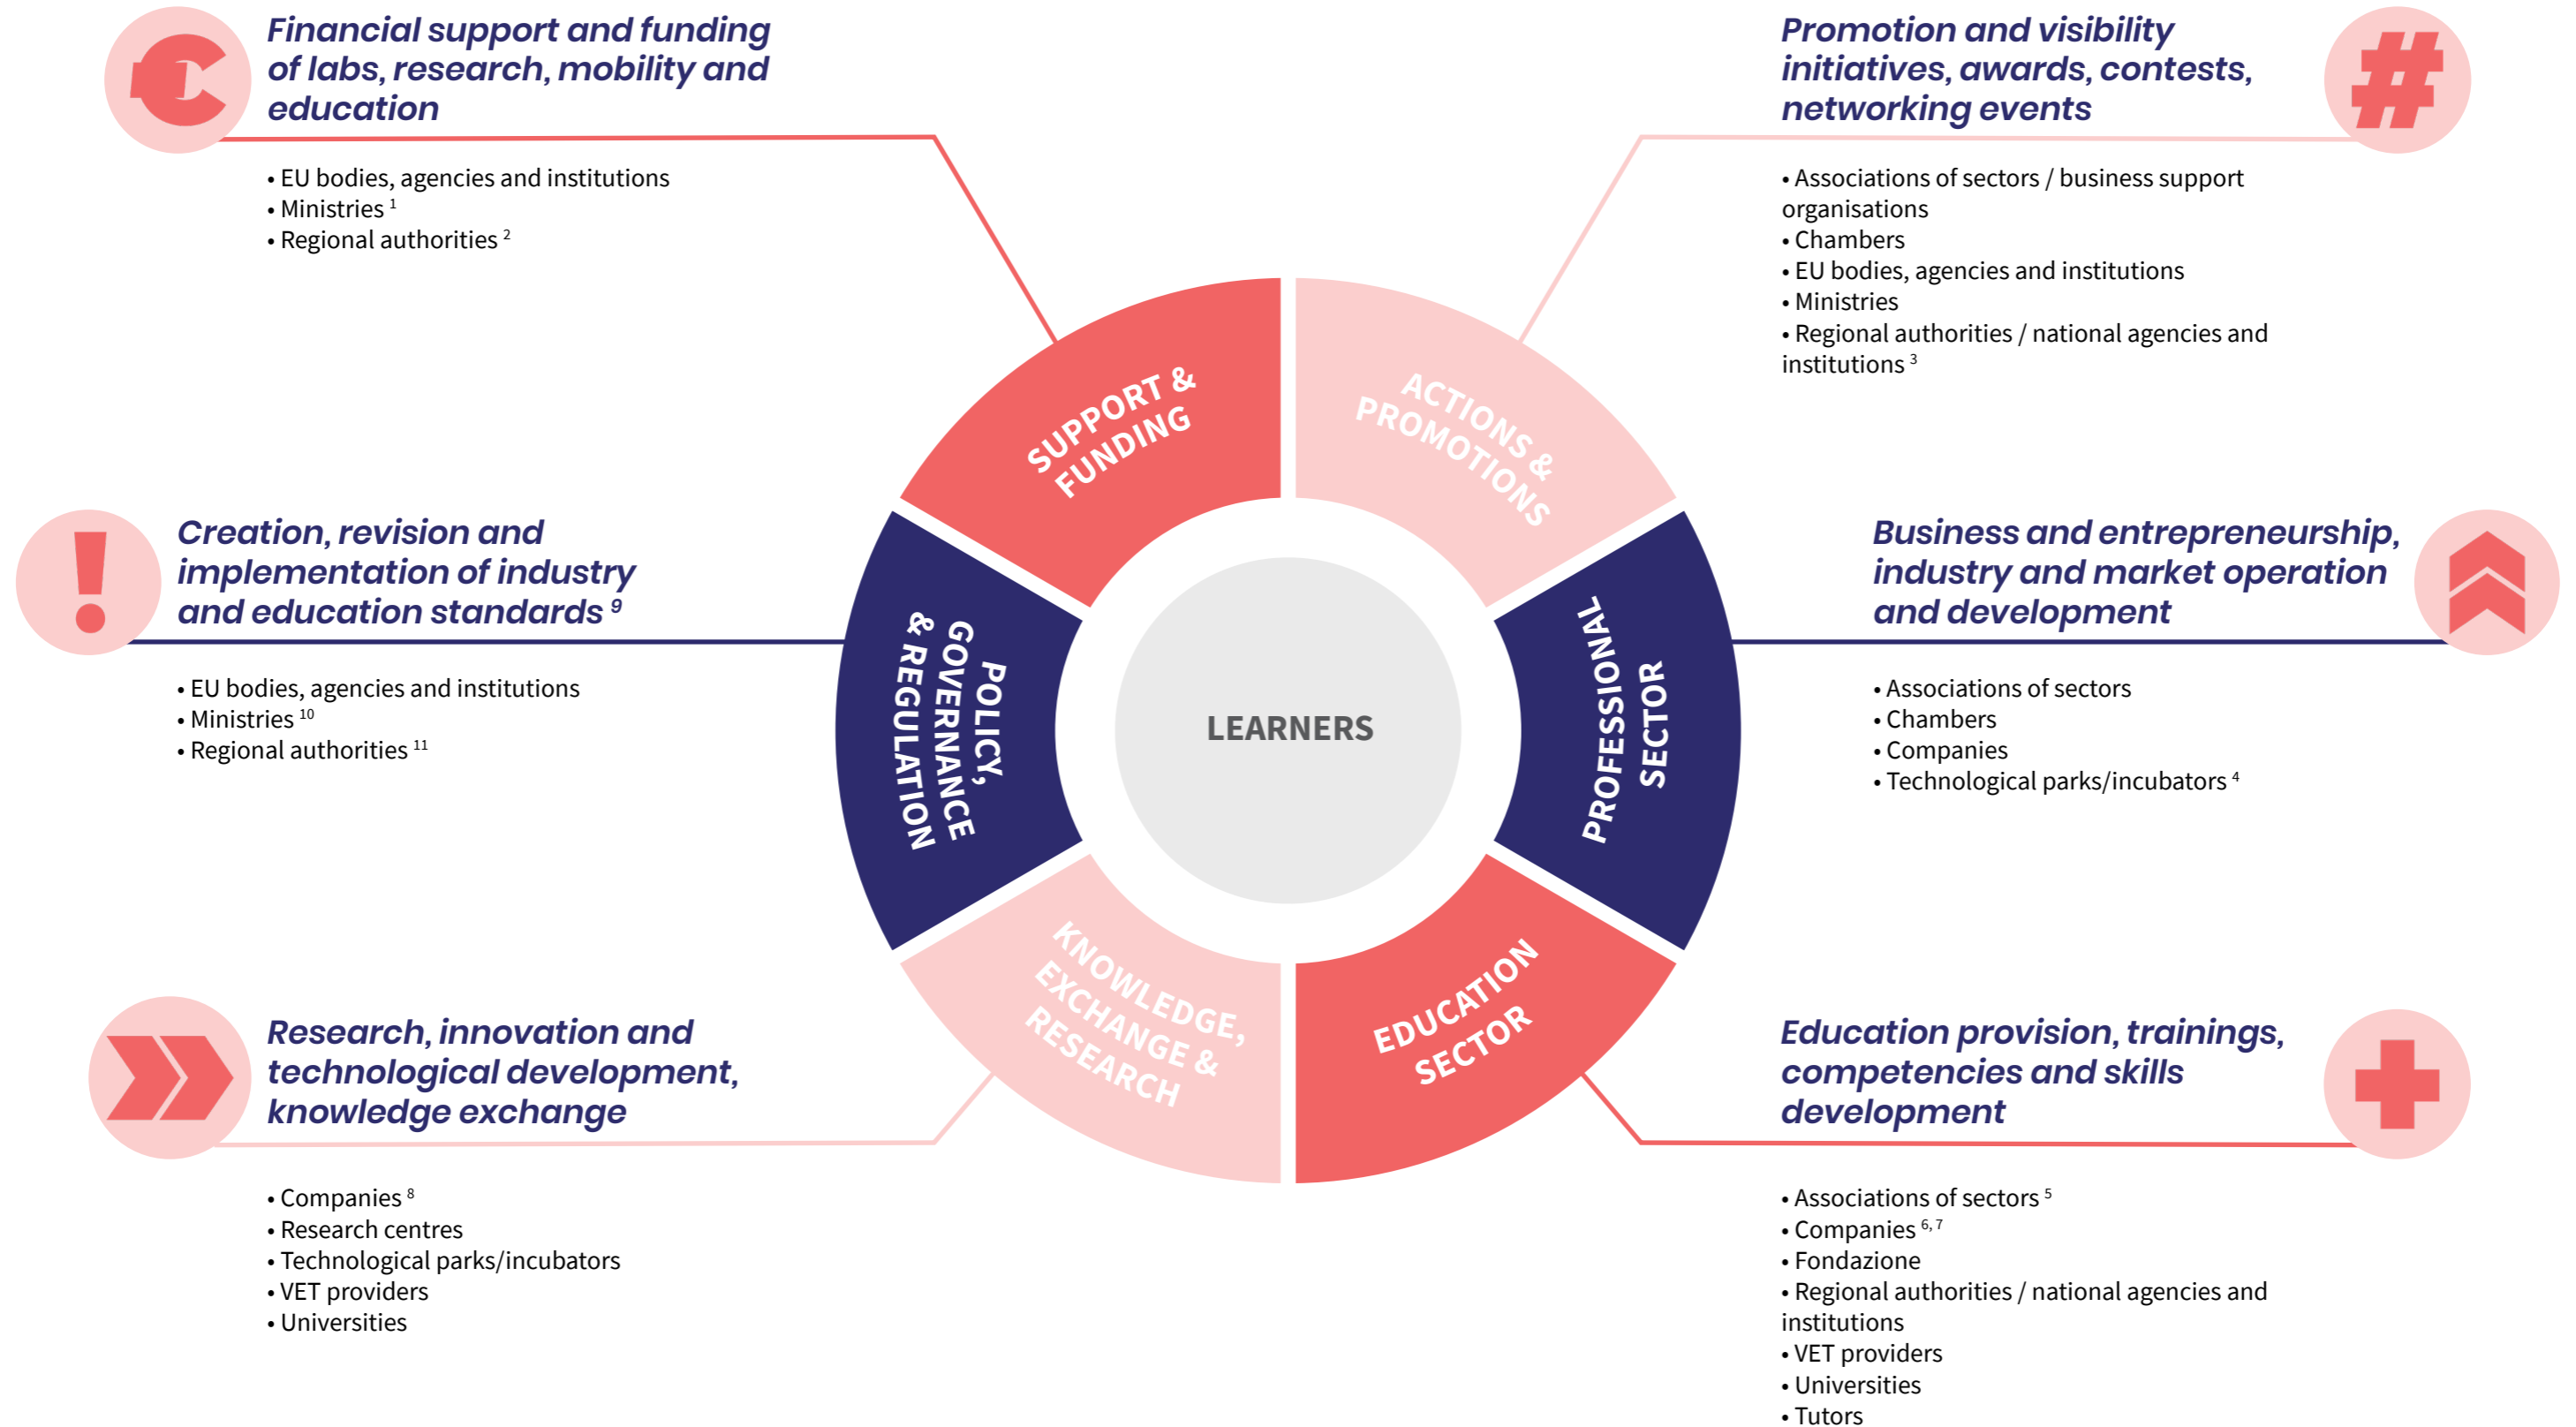 Financial support and funding
of labs, research, mobility and
education
• EU bodies, agencies and institutions
• Ministries 1
• Regional authorities 2
Promotion and visibility
initiatives, awards, contests,
networking events
• Associations of sectors / business support
organisations
• Chambers
• EU bodies, agencies and institutions
• Ministries
• Regional authorities / national agencies and
institutions 3
SUPPORT &
FUNDING
ACTIONS &
PROMOTIONS
Creation, revision and
implementation of industry
and education standards 9
• EU bodies, agencies and institutions
• Ministries 10
• Regional authorities 11
POLICY,
GOVERNANCE
& REGULATION
LEARNERS
PROFESSIONAL
SECTOR
Business and entrepreneurship,
industry and market operation
and development
• Associations of sectors
• Chambers
• Companies
• Technological parks/incubators 4
KNOWLEDGE,
EXCHANGE &
RESEARCH
EDUCATION
SECTOR
Research, innovation and
technological development,
knowledge exchange
• Companies 8
• Research centres
• Technological parks/incubators
• VET providers
• Universities
Education provision, trainings,
competencies and skills
development
• Associations of sectors 5
• Companies 6, 7
• Fondazione
• Regional authorities / national agencies and
institutions
• VET providers
• Universities
• Tutors